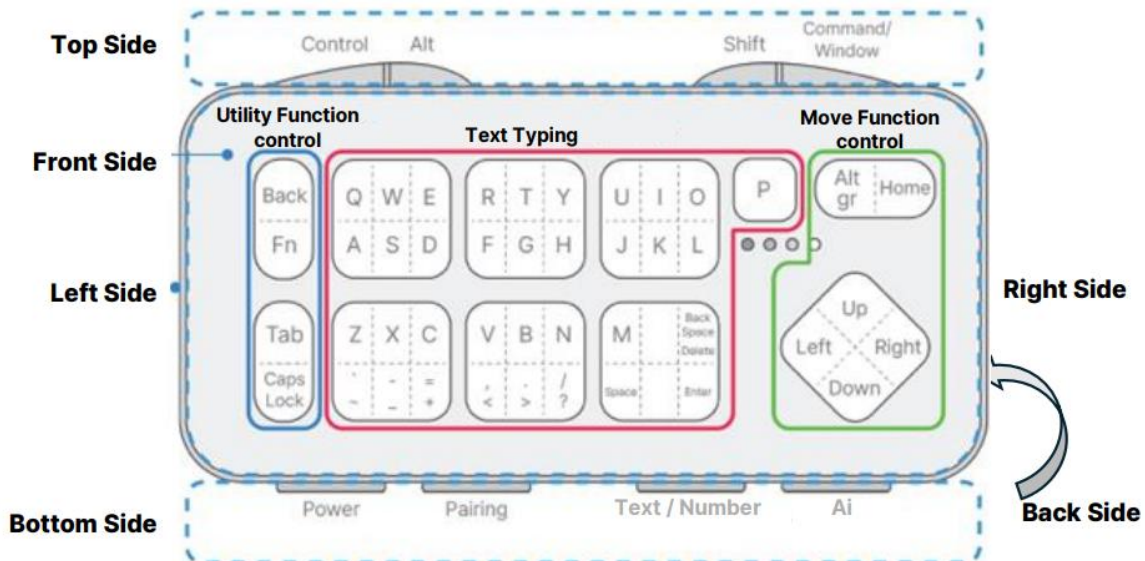 Top Side
Control Alt Shift Command/
Window
Utility Function
control
Text Typing
Move Function
control
Front Side
Back
Fn
Q W E
A S D
R T Y
F G H
U I O
J K L
P
Alt
gr
Home
Left Side
Right Side
Tab
Caps
Lock
Z X C
` - =
~ _ +
V B N
, . /
< > ?
M
Back
Space
Delete
Space
Enter
Up
Left Right
Down
Bottom Side
Power Pairing Text / Number Ai
Back Side